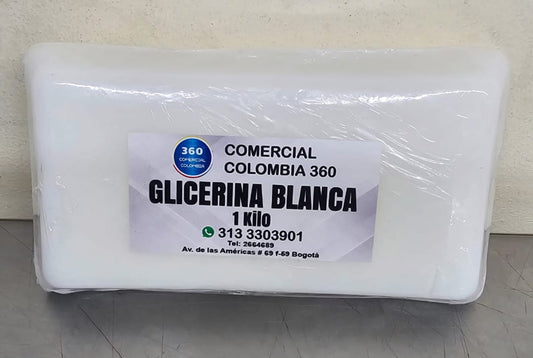 360
COMERCIAL
COLOMBIA
COMERCIAL
COLOMBIA 360
GLICERINA BLANCA
1 Kilo
313 3303901
Tel: 2664689
Av. de las Américas # 69 f-59 Bogotá